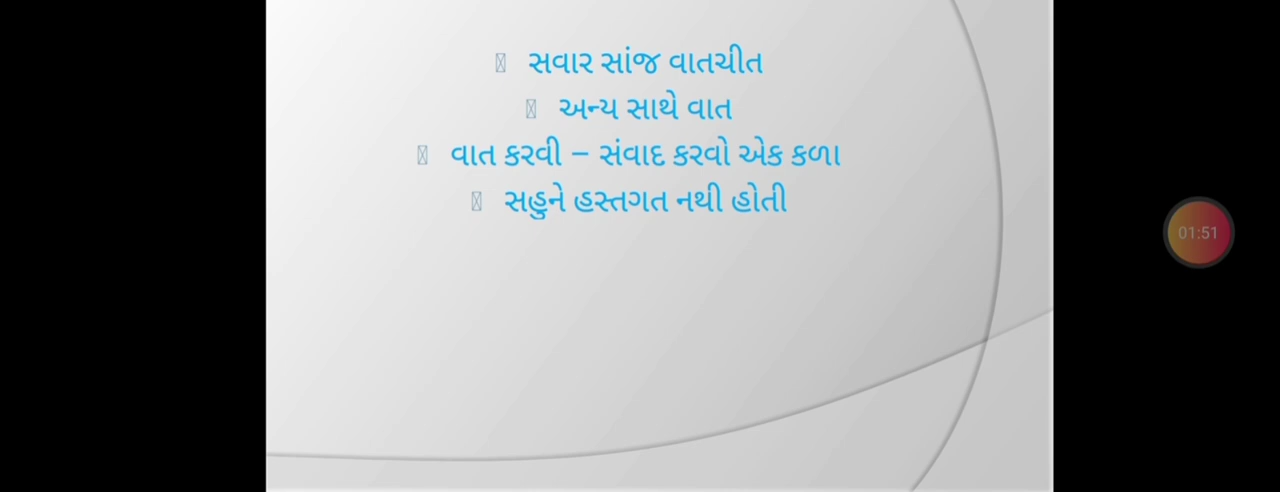 સવાર સાંજ વાતચીત
અન્ય સાથે વાત
વાત કરવી – સંવાદ કરવો એક કળા
સહુને હસ્તગત નથી હોતી
01:51